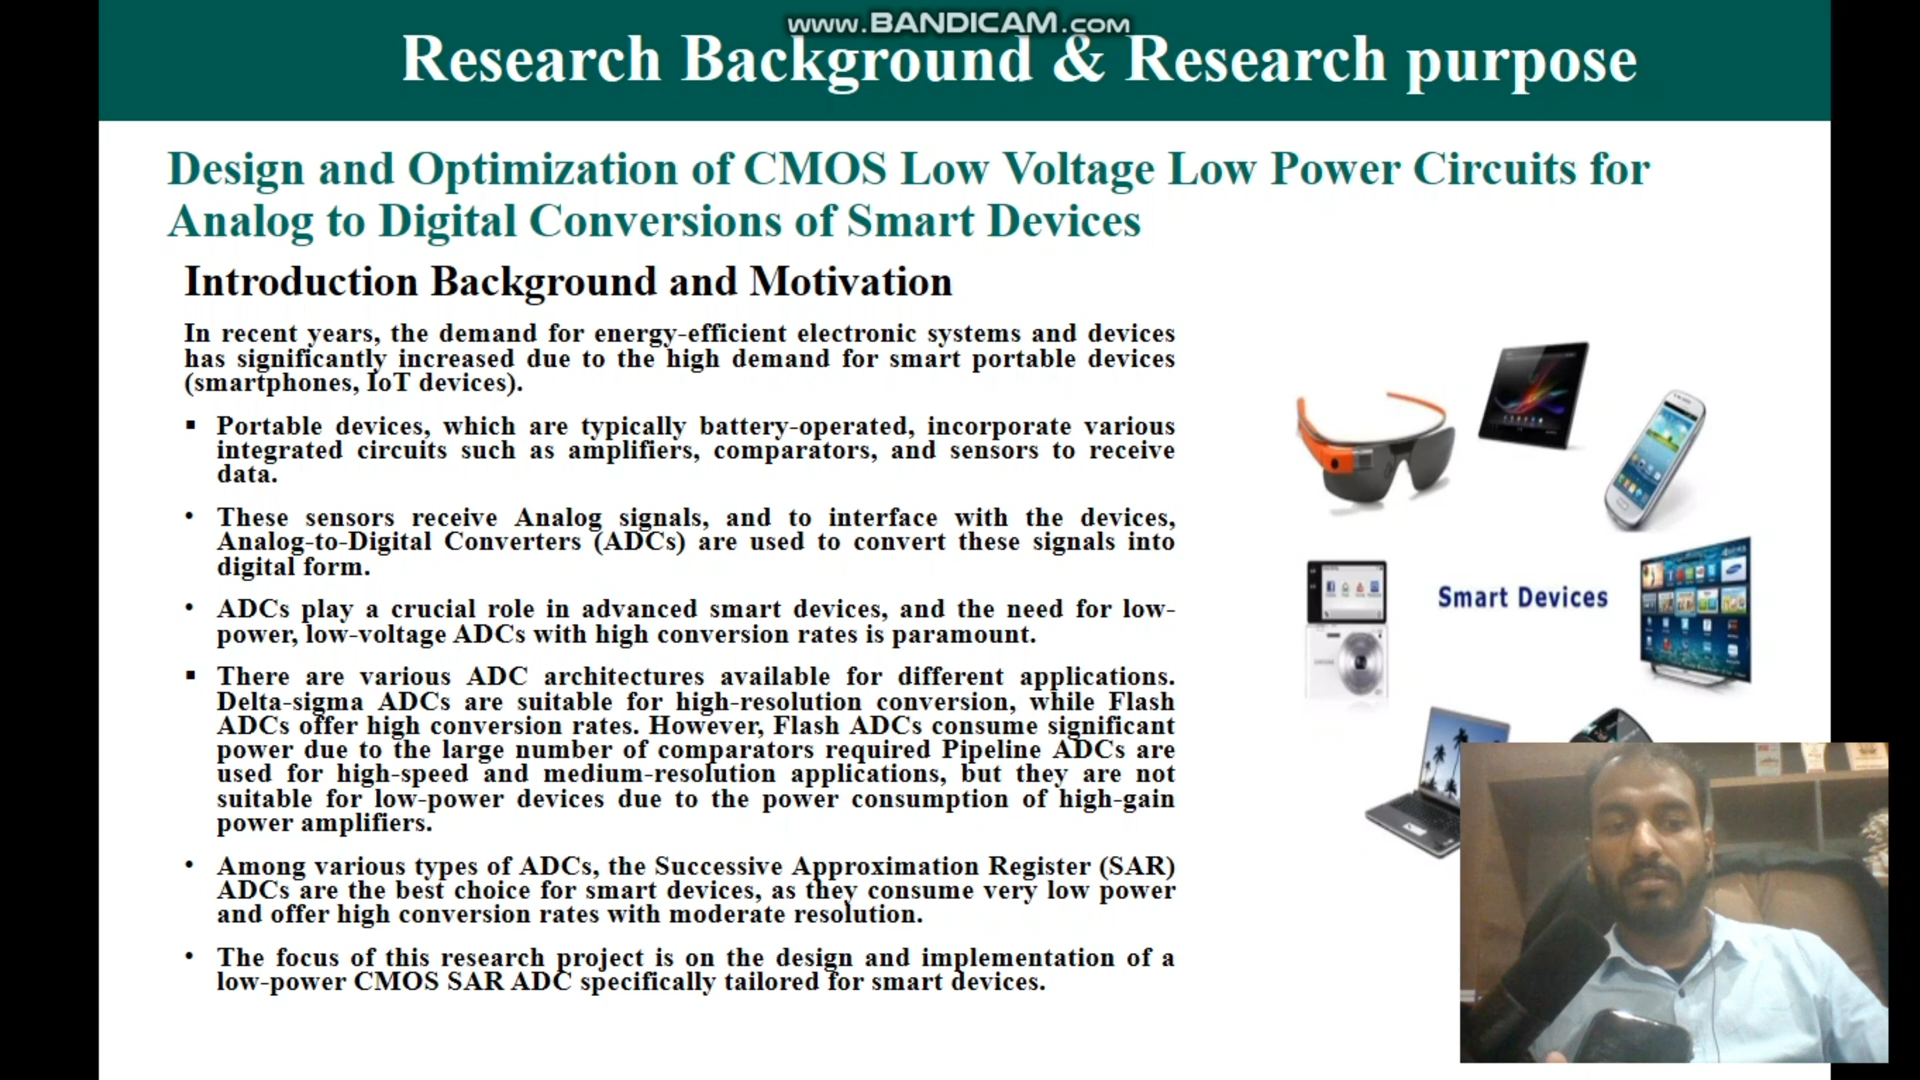 www.BANDICAM.com
Research Background & Research purpose
Design and Optimization of CMOS Low Voltage Low Power Circuits for
Analog to Digital Conversions of Smart Devices
Introduction Background and Motivation
In recent years, the demand for energy-efficient electronic systems and devices
has significantly increased due to the high demand for smart portable devices
(smartphones, IoT devices).
▪ Portable devices, which are typically battery-operated, incorporate various
integrated circuits such as amplifiers, comparators, and sensors to receive
data.
• These sensors receive Analog signals, and to interface with the devices,
Analog-to-Digital Converters (ADCs) are used to convert these signals into
digital form.
• ADCs play a crucial role in advanced smart devices, and the need for low-
power, low-voltage ADCs with high conversion rates is paramount.
▪ There are various ADC architectures available for different applications.
Delta-sigma ADCs are suitable for high-resolution conversion, while Flash
ADCs offer high conversion rates. However, Flash ADCs consume significant
power due to the large number of comparators required Pipeline ADCs are
used for high-speed and medium-resolution applications, but they are not
suitable for low-power devices due to the power consumption of high-gain
power amplifiers.
• Among various types of ADCs, the Successive Approximation Register (SAR)
ADCs are the best choice for smart devices, as they consume very low power
and offer high conversion rates with moderate resolution.
• The focus of this research project is on the design and implementation of a
low-power CMOS SAR ADC specifically tailored for smart devices.
Smart Devices